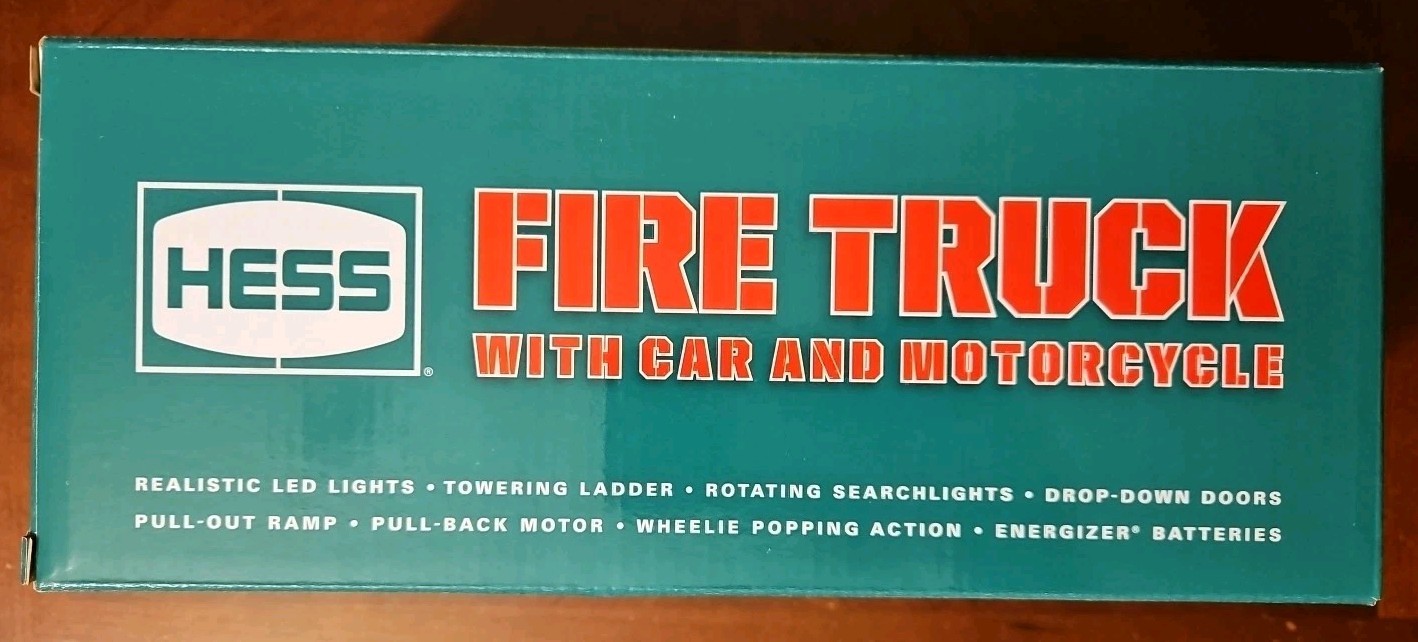 HESS®
FIRE TRUCK
WITH CAR AND MOTORCYCLE
REALISTIC LED LIGHTS • TOWERING LADDER • ROTATING SEARCHLIGHTS • DROP-DOWN DOORS
PULL-OUT RAMP • PULL-BACK MOTOR • WHEELIE POPPING ACTION • ENERGIZER® BATTERIES